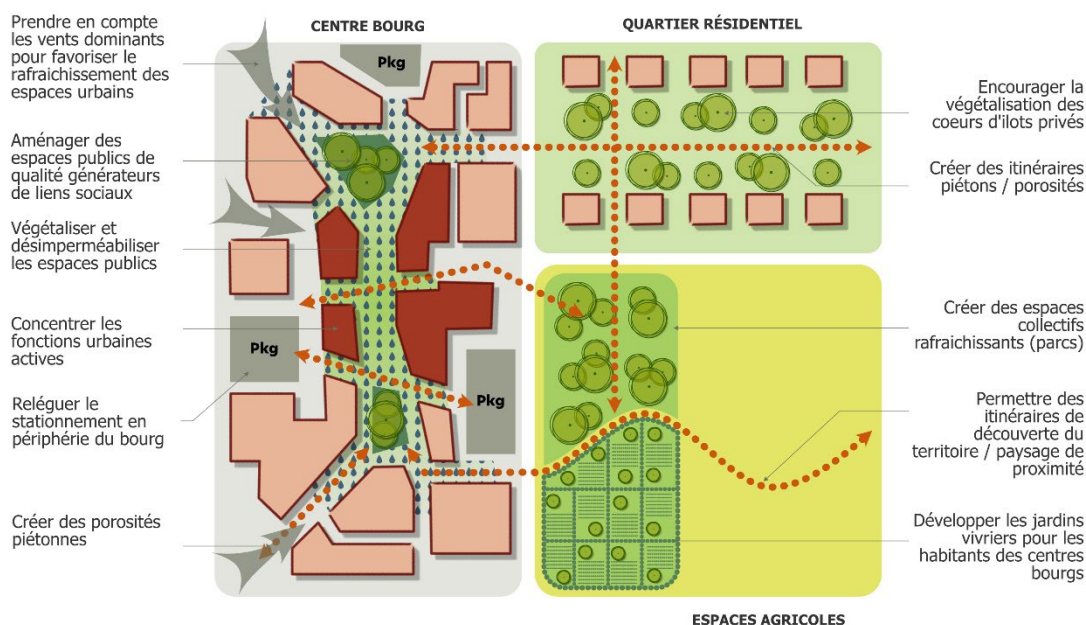 Prendre en compte
les vents dominants
pour favoriser le
rafraichissement des
espaces urbains
Aménager des
espaces publics de
qualité générateurs
de liens sociaux
Végétaliser et
désimperméabiliser
les espaces publics
Concentrer les
fonctions urbaines
actives
Reléguer le
stationnement en
périphérie du bourg
Créer des porosités
piétonnes
CENTRE BOURG
Pkg
Pkg
Pkg
QUARTIER RÉSIDENTIEL
Encourager la
végétalisation des
coeurs d'ilots privés
Créer des itinéraires
piétons / porosités
Créer des espaces
collectifs
rafraichissants (parcs)
Permettre des
itinéraires de
découverte du
territoire / paysage de
proximité
Développer les jardins
vivriers pour les
habitants des centres
bourgs
ESPACES AGRICOLES